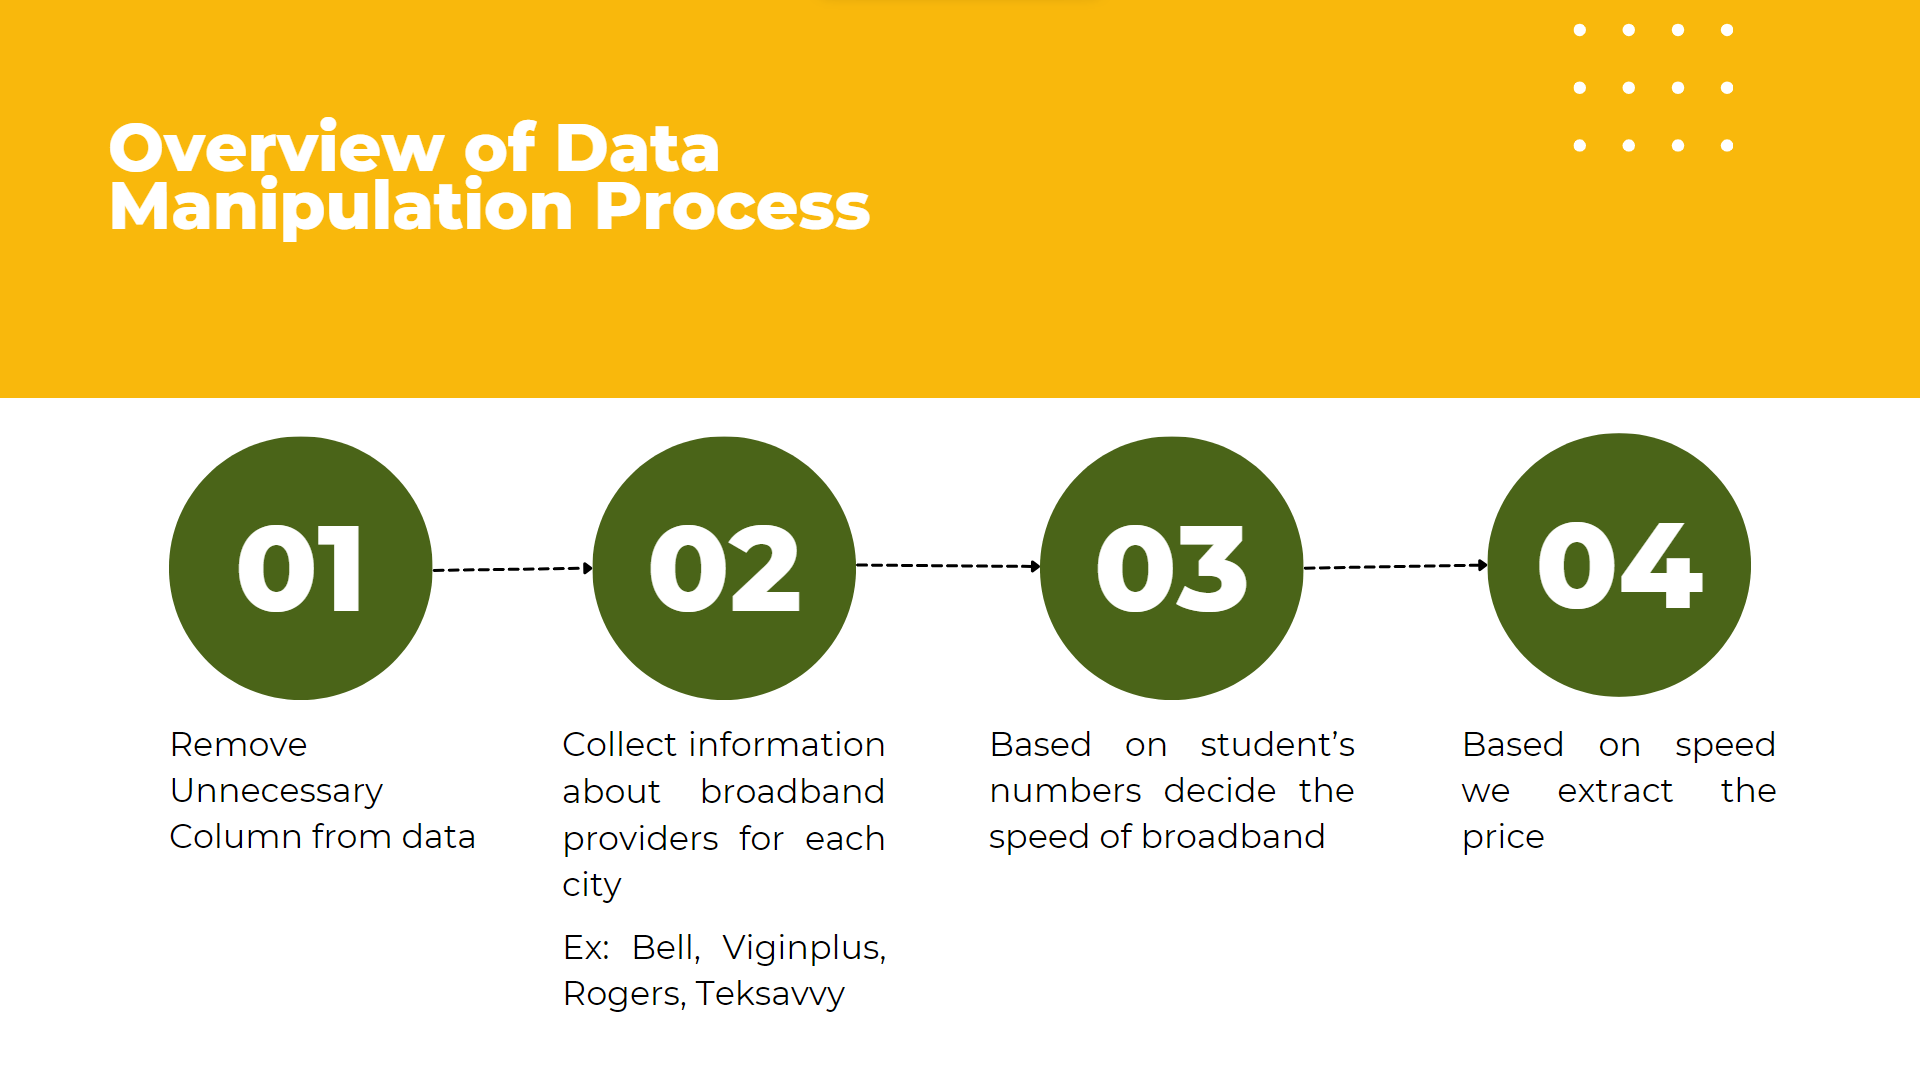 Overview of Data
Manipulation Process
01
02
03
04
Remove
Unnecessary
Column from data
Collect information
about broadband
providers for each
city
Ex: Bell, Viginplus,
Rogers, Teksavvy
Based on student’s
numbers decide the
speed of broadband
Based on speed
we extract the
price